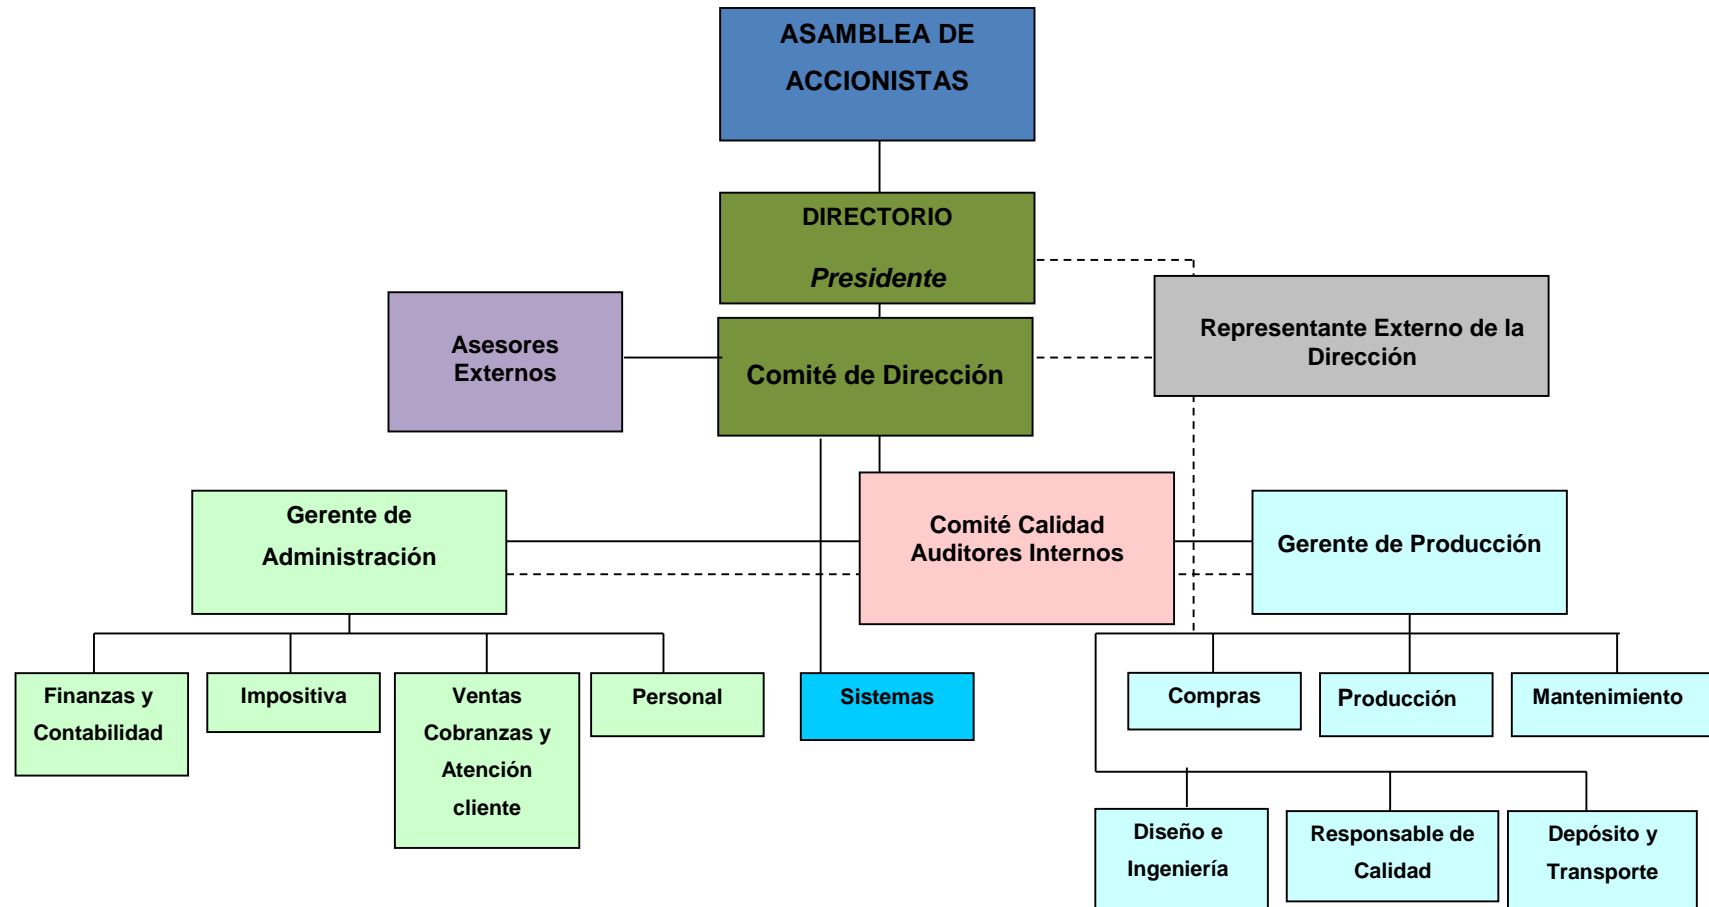 ASAMBLEA DE
ACCIONISTAS
DIRECTORIO
Presidente
Asesores
Externos
Comité de Dirección
Representante Externo de la
Dirección
Gerente de
Administración
Comité Calidad
Auditores Internos
Gerente de Producción
Finanzas y
Contabilidad
Impositiva
Ventas
Cobranzas y
Atención
cliente
Personal
Sistemas
Compras
Producción
Mantenimiento
Diseño e
Ingeniería
Responsable de
Calidad
Depósito y
Transporte